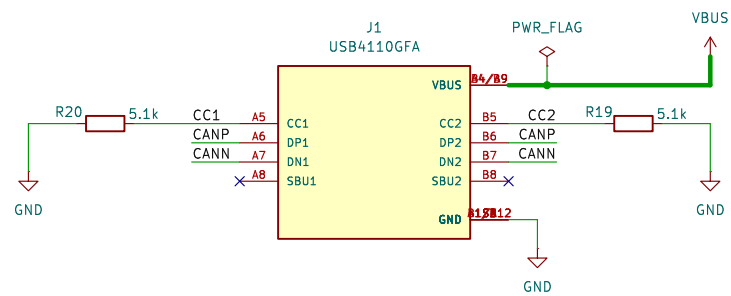 J1
USB4110GFA
PWR_FLAG
VBUS
VBUS
R20
5.1k
CC1
A5
CC1
CC2
B5
CC2
R19
5.1k
CANP
A6
DP1
DP2
B6
CANP
CANN
A7
DN1
DN2
B7
CANN
A8
SBU1
SBU2
B8
GND
GND
GND
GND